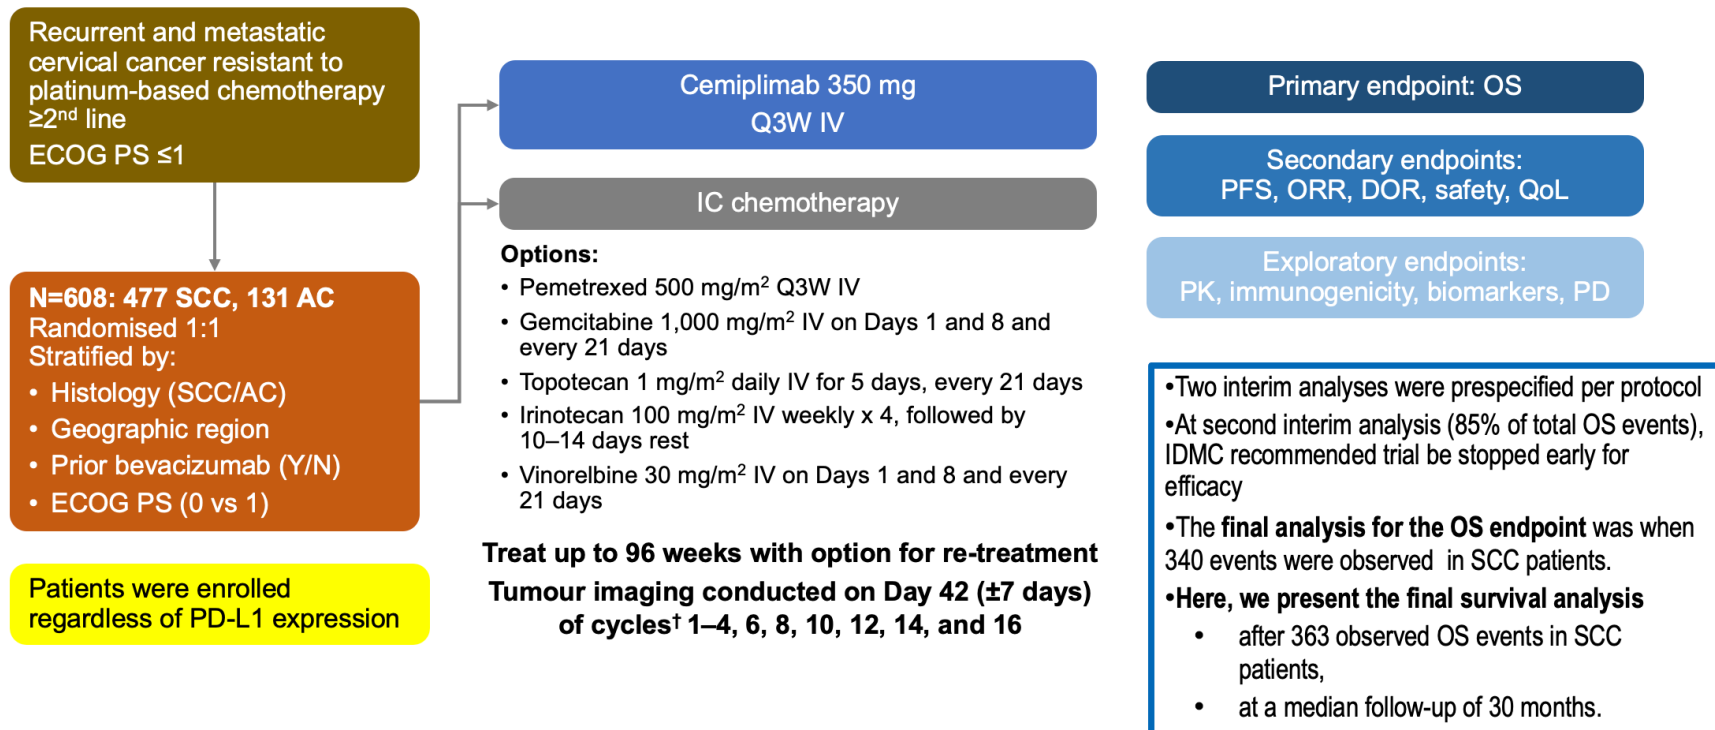 Recurrent and metastatic
cervical cancer resistant to
platinum-based chemotherapy
≥2nd line
ECOG PS ≤1
N=608: 477 SCC, 131 AC
Randomised 1:1
Stratified by:
• Histology (SCC/AC)
• Geographic region
• Prior bevacizumab (Y/N)
• ECOG PS (0 vs 1)
Patients were enrolled
regardless of PD-L1 expression
Cemiplimab 350 mg
Q3W IV
IC chemotherapy
Options:
• Pemetrexed 500 mg/m² Q3W IV
• Gemcitabine 1,000 mg/m² IV on Days 1 and 8 and
every 21 days
• Topotecan 1 mg/m² daily IV for 5 days, every 21 days
• Irinotecan 100 mg/m² IV weekly x 4, followed by
10–14 days rest
• Vinorelbine 30 mg/m² IV on Days 1 and 8 and every
21 days
Treat up to 96 weeks with option for re-treatment
Tumour imaging conducted on Day 42 (±7 days)
of cycles† 1–4, 6, 8, 10, 12, 14, and 16
Primary endpoint: OS
Secondary endpoints:
PFS, ORR, DOR, safety, QoL
Exploratory endpoints:
PK, immunogenicity, biomarkers, PD
•Two interim analyses were prespecified per protocol
•At second interim analysis (85% of total OS events),
IDMC recommended trial be stopped early for
efficacy
•The final analysis for the OS endpoint was when
340 events were observed in SCC patients.
•Here, we present the final survival analysis
• after 363 observed OS events in SCC
patients,
• at a median follow-up of 30 months.